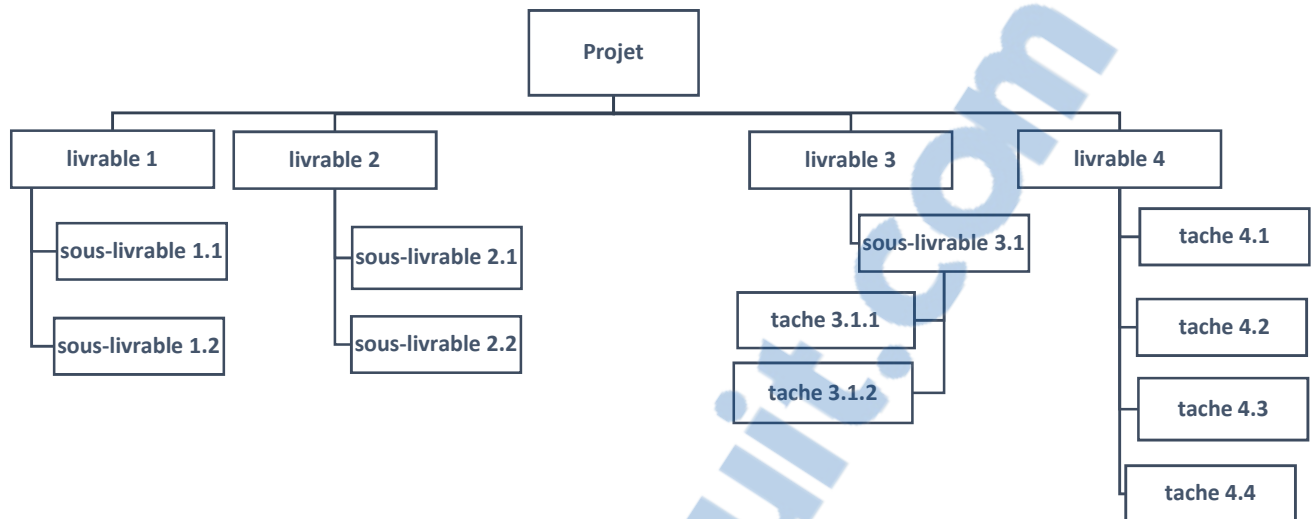 Projet
livrable 1
livrable 2
livrable 3
livrable 4
sous-livrable 1.1
sous-livrable 1.2
sous-livrable 2.1
sous-livrable 2.2
sous-livrable 3.1
tache 3.1.1
tache 3.1.2
tache 4.1
tache 4.2
tache 4.3
tache 4.4
uit.com